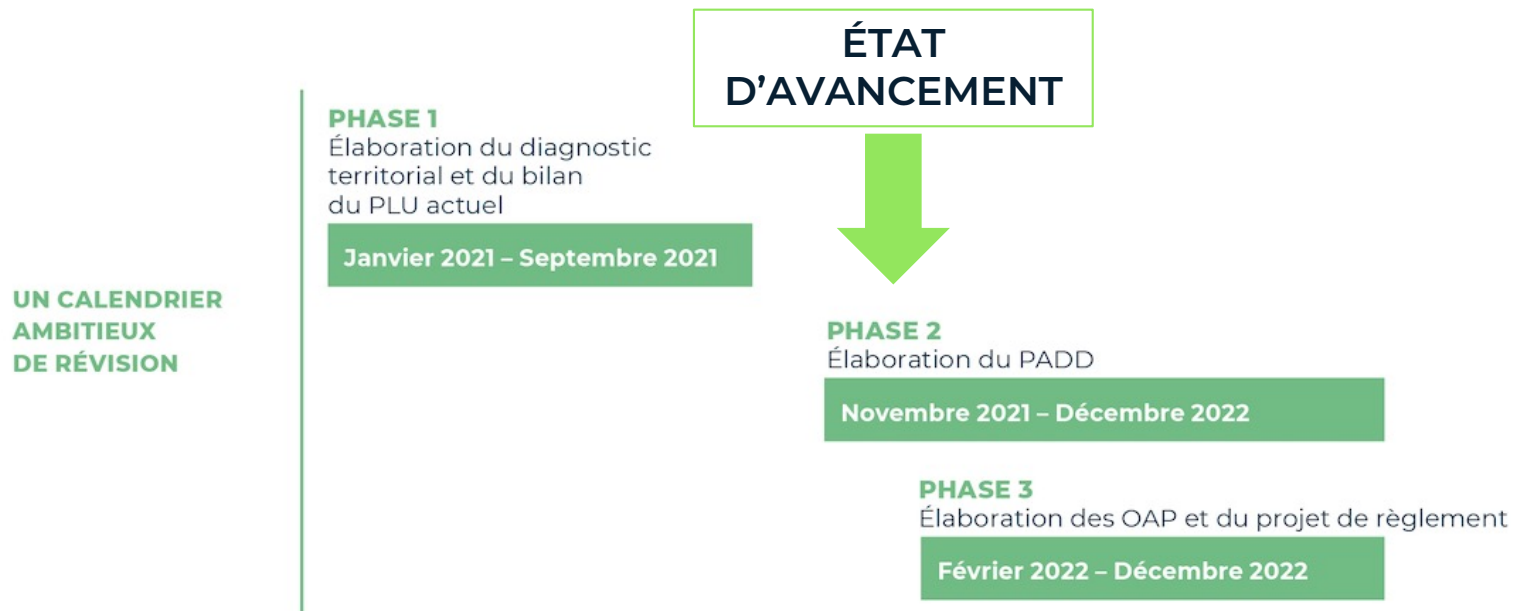 ÉTAT
D’AVANCEMENT
PHASE 1
Élaboration du diagnostic
territorial et du bilan
du PLU actuel
Janvier 2021 – Septembre 2021
UN CALENDRIER
AMBITIEUX
DE RÉVISION
PHASE 2
Élaboration du PADD
Novembre 2021 – Décembre 2022
PHASE 3
Élaboration des OAP et du projet de règlement
Février 2022 – Décembre 2022